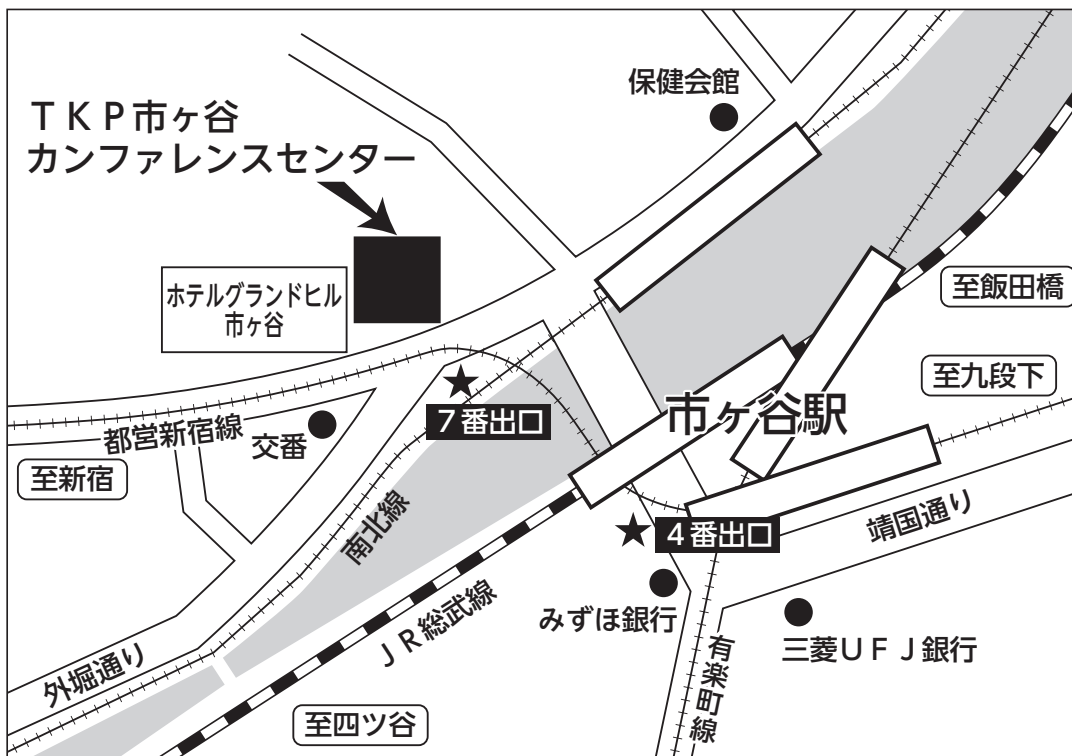 保健会館
ＴＫＰ市ヶ谷
カンファレンスセンター
ホテルグランドヒル
市ヶ谷
至飯田橋
至九段下
市ヶ谷駅
７番出口
都営新宿線
交番
至新宿
南北線
靖国通り
４番出口
みずほ銀行
ＪＲ総武線
三菱ＵＦＪ銀行
有楽町線
外堀通り
至四ツ谷